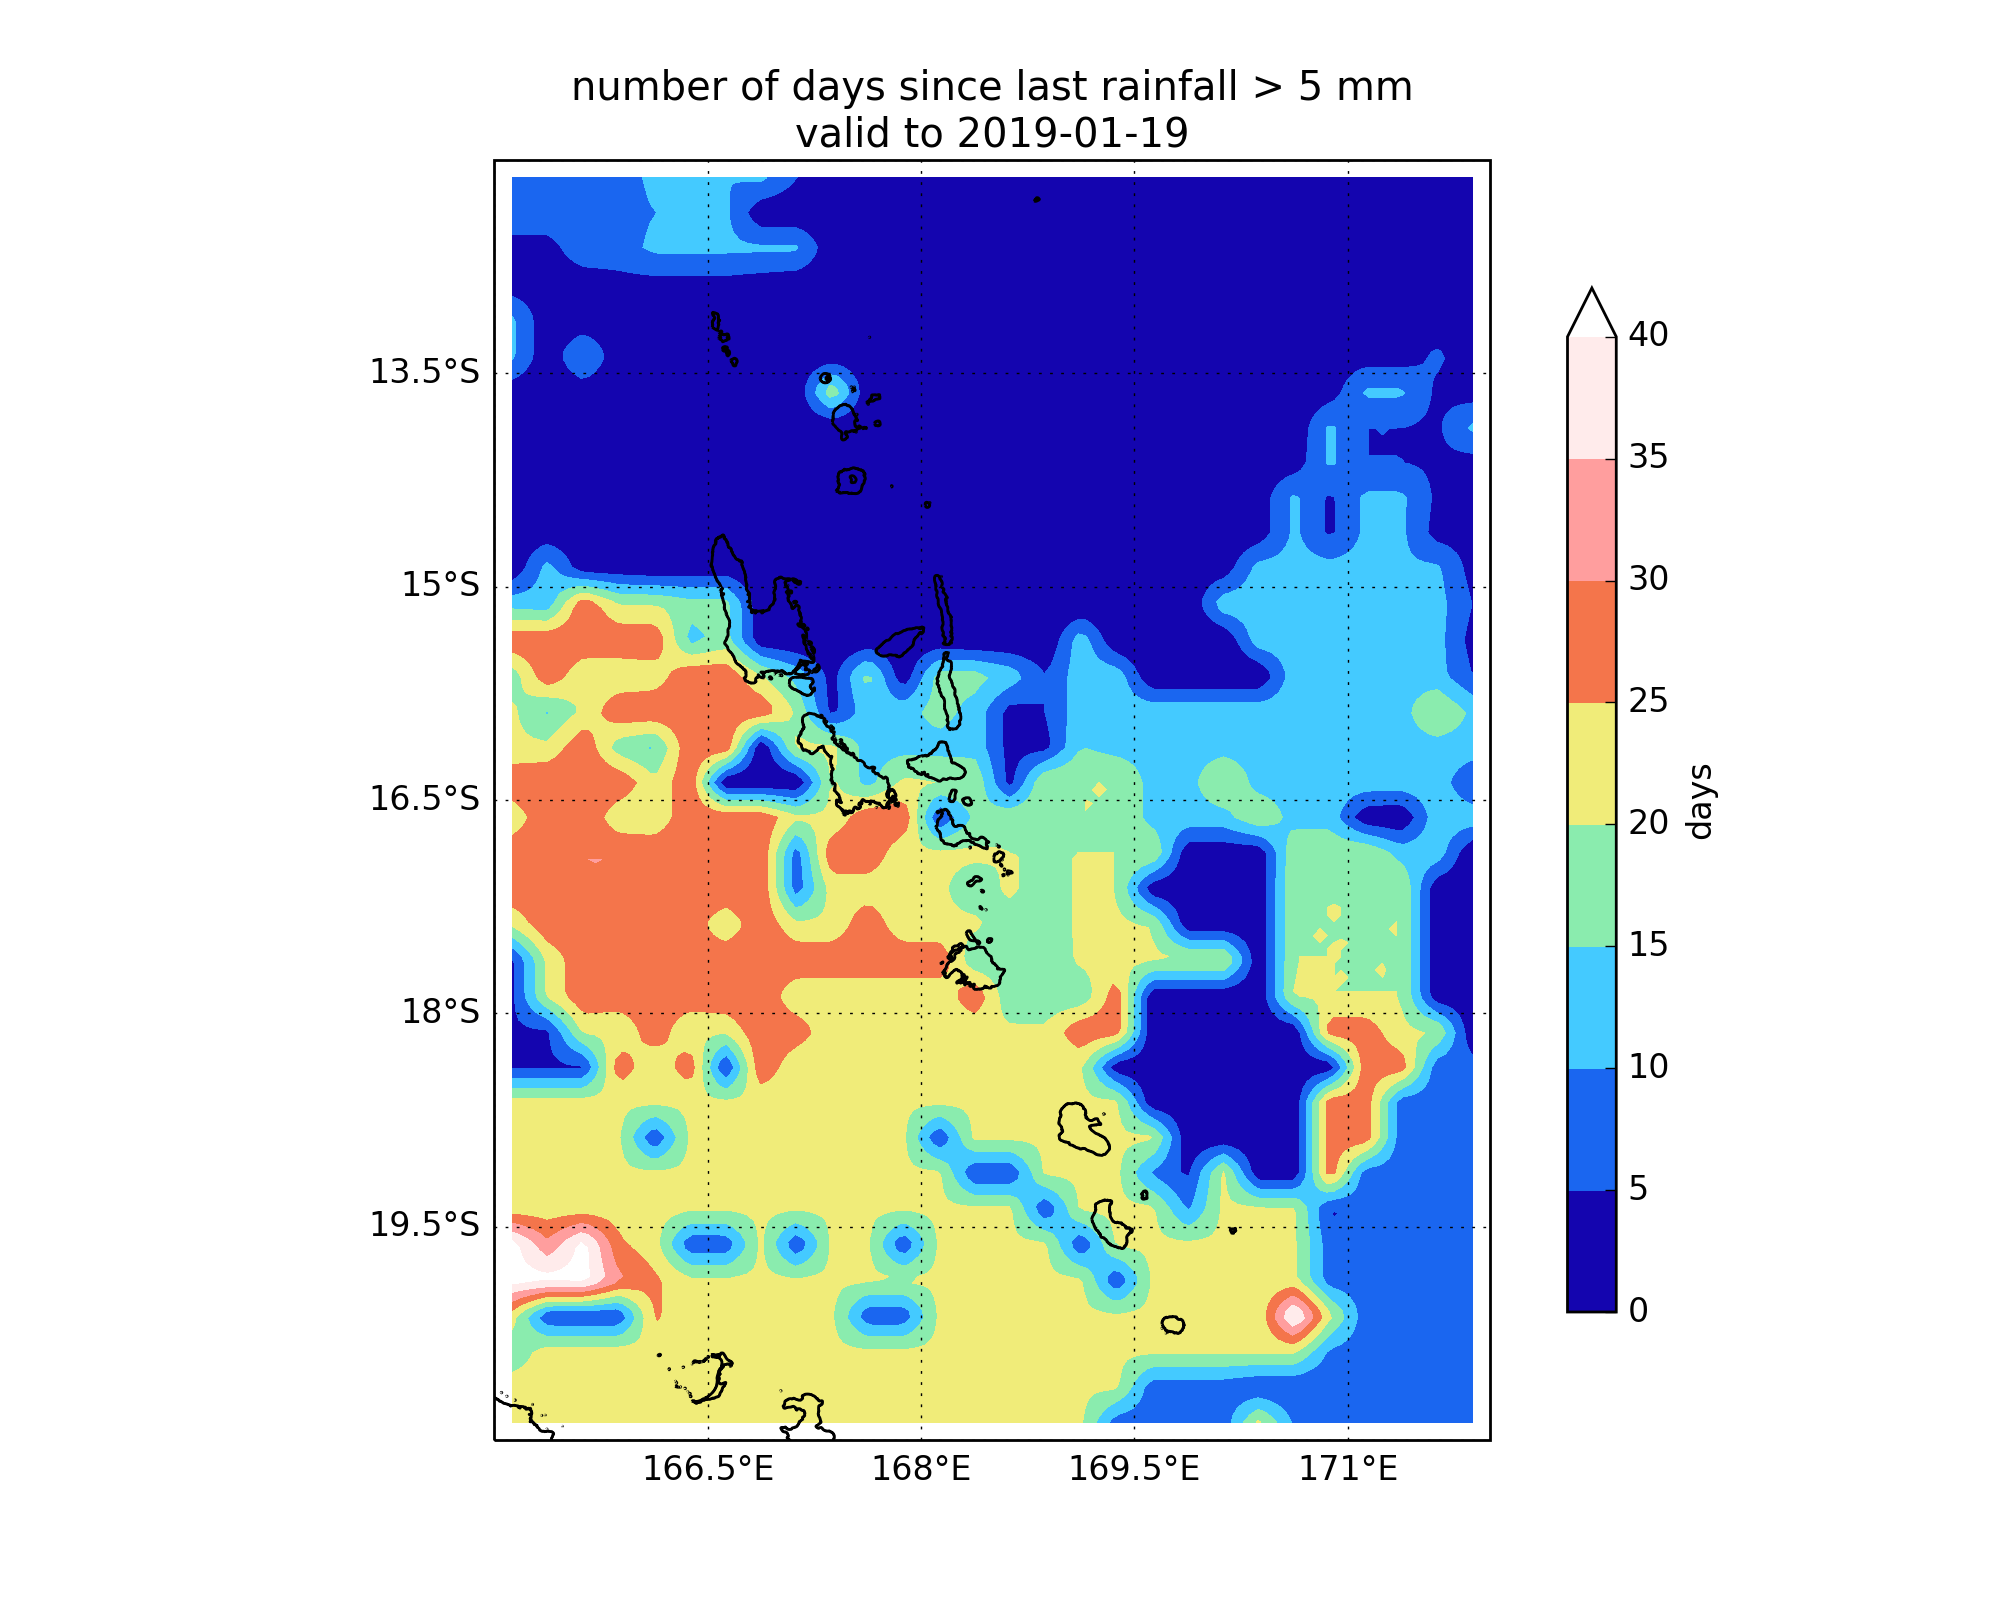 number of days since last rainfall > 5 mm
valid to 2019-01-19
13.5°S
15°S
16.5°S
18°S
19.5°S
166.5°E
168°E
169.5°E
171°E
40
35
30
25
20
15
10
5
0
days